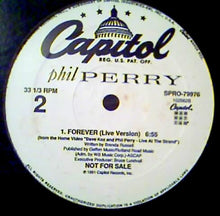 Capitol
REG. U.S. PAT. OFF.
phil PERRY
33 1/3 RPM
2
SPRO-79976
Capitol
1. FOREVER (Live Version) 6:55
(from the Home Video "Dave Koz and Phil Perry - Live At The Strand")
Written by Brenda Russell
Published by Geffen Music/Rutland Road Music
(Adm. by WB Music Corp.) ASCAP
Executive Producer: Bruce Lundvall
NOT FOR SALE
© 1991 Capitol Records, Inc.